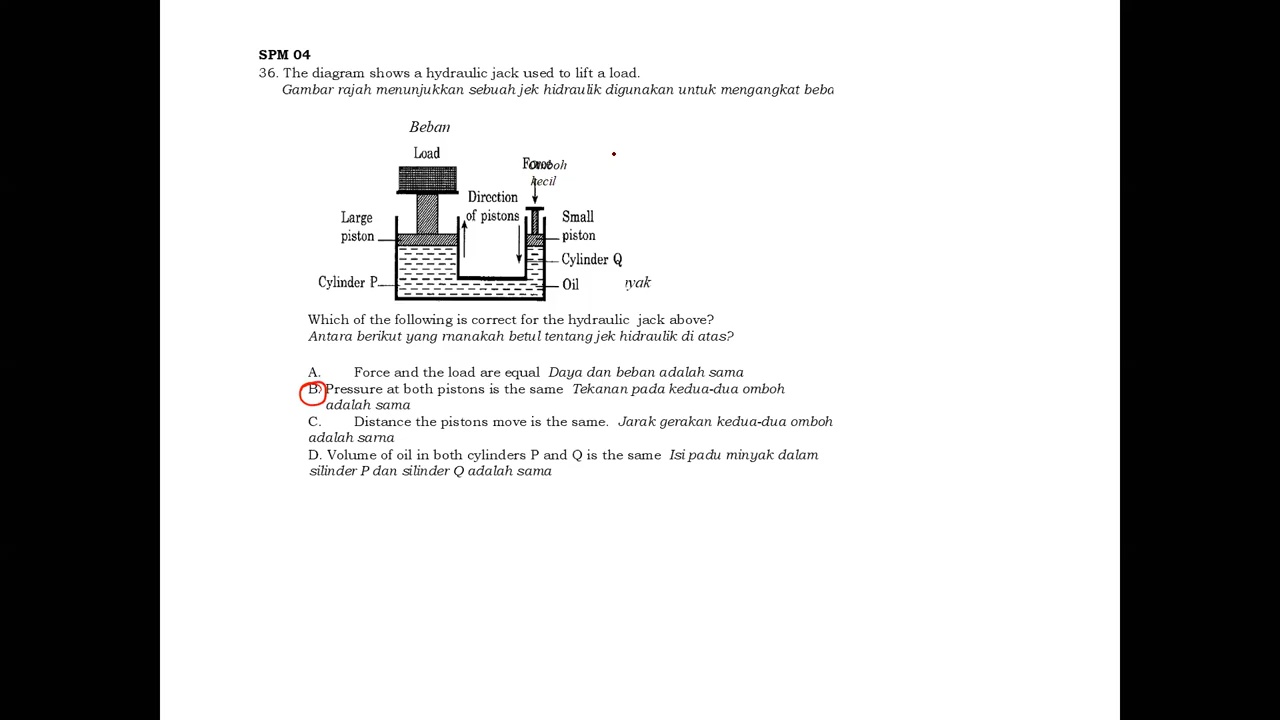 SPM 04
36. The diagram shows a hydraulic jack used to lift a load.
Gambar rajah menunjukkan sebuah jek hidraulik digunakan untuk mengangkat beba
Beban
Load
Force
Omboh
kecil
Direction
of pistons
Large
piston
Small
piston
Cylinder Q
Cylinder P
Oil
yak
Which of the following is correct for the hydraulic jack above?
Antara berikut yang rnanakah betul tentang jek hidraulik di atas?
A. Force and the load are equal Daya dan beban adalah sama
B. Pressure at both pistons is the same Tekanan pada kedua-dua omboh
adalah sama
C. Distance the pistons move is the same. Jarak gerakan kedua-dua omboh
adalah sarna
D. Volume of oil in both cylinders P and Q is the same Isi padu minyak dalam
silinder P dan silinder Q adalah sama